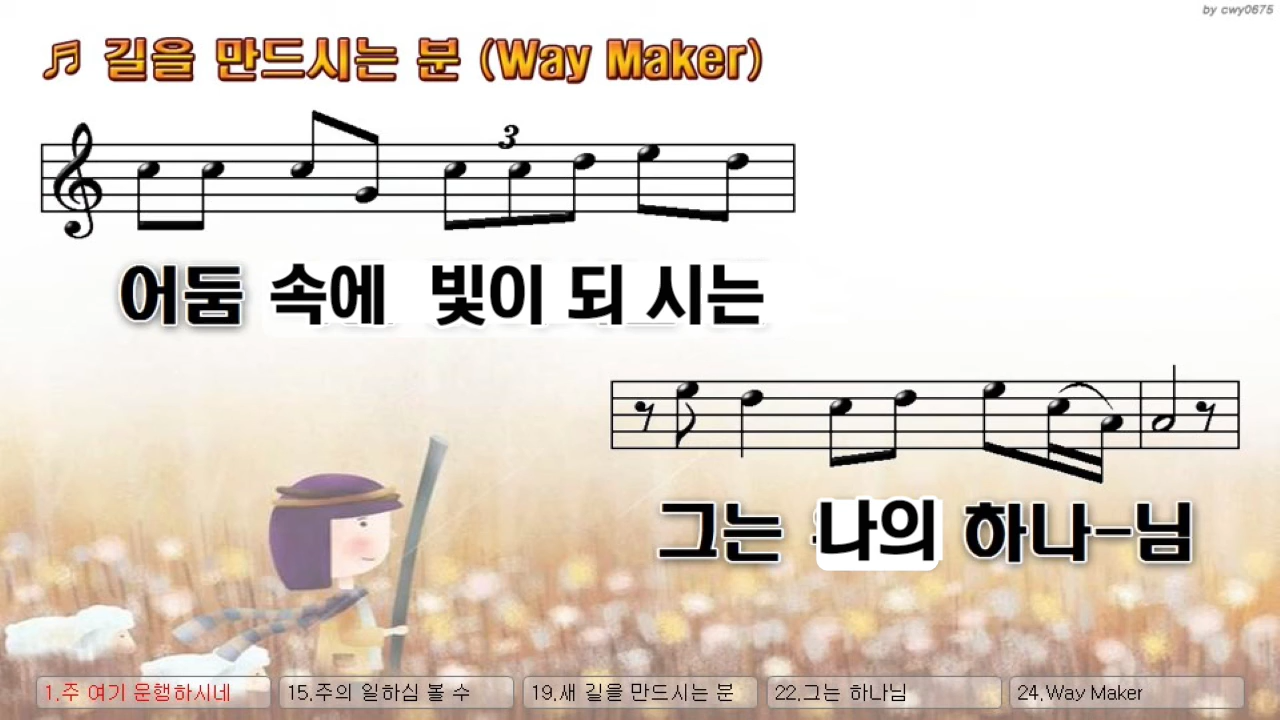 by cwy0675
♬ 길을 만드시는 분 (Way Maker)
3
어둠 속에 빛이 되 시는
그는 나의 하나-님
1.주 여기 운행하시네 15.주의 일하심 볼 수 19.새 길을 만드시는 분 22.그는 하나님 24.Way Maker